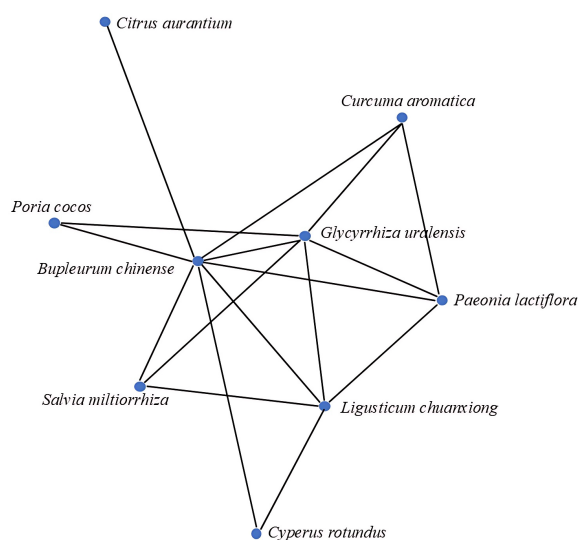 Citrus aurantium
Curcuma aromatica
Poria cocos
Glycyrrhiza uralensis
Bupleurum chinense
Paeonia lactiflora
Salvia miltiorrhiza
Ligusticum chuanxiong
Cyperus rotundus